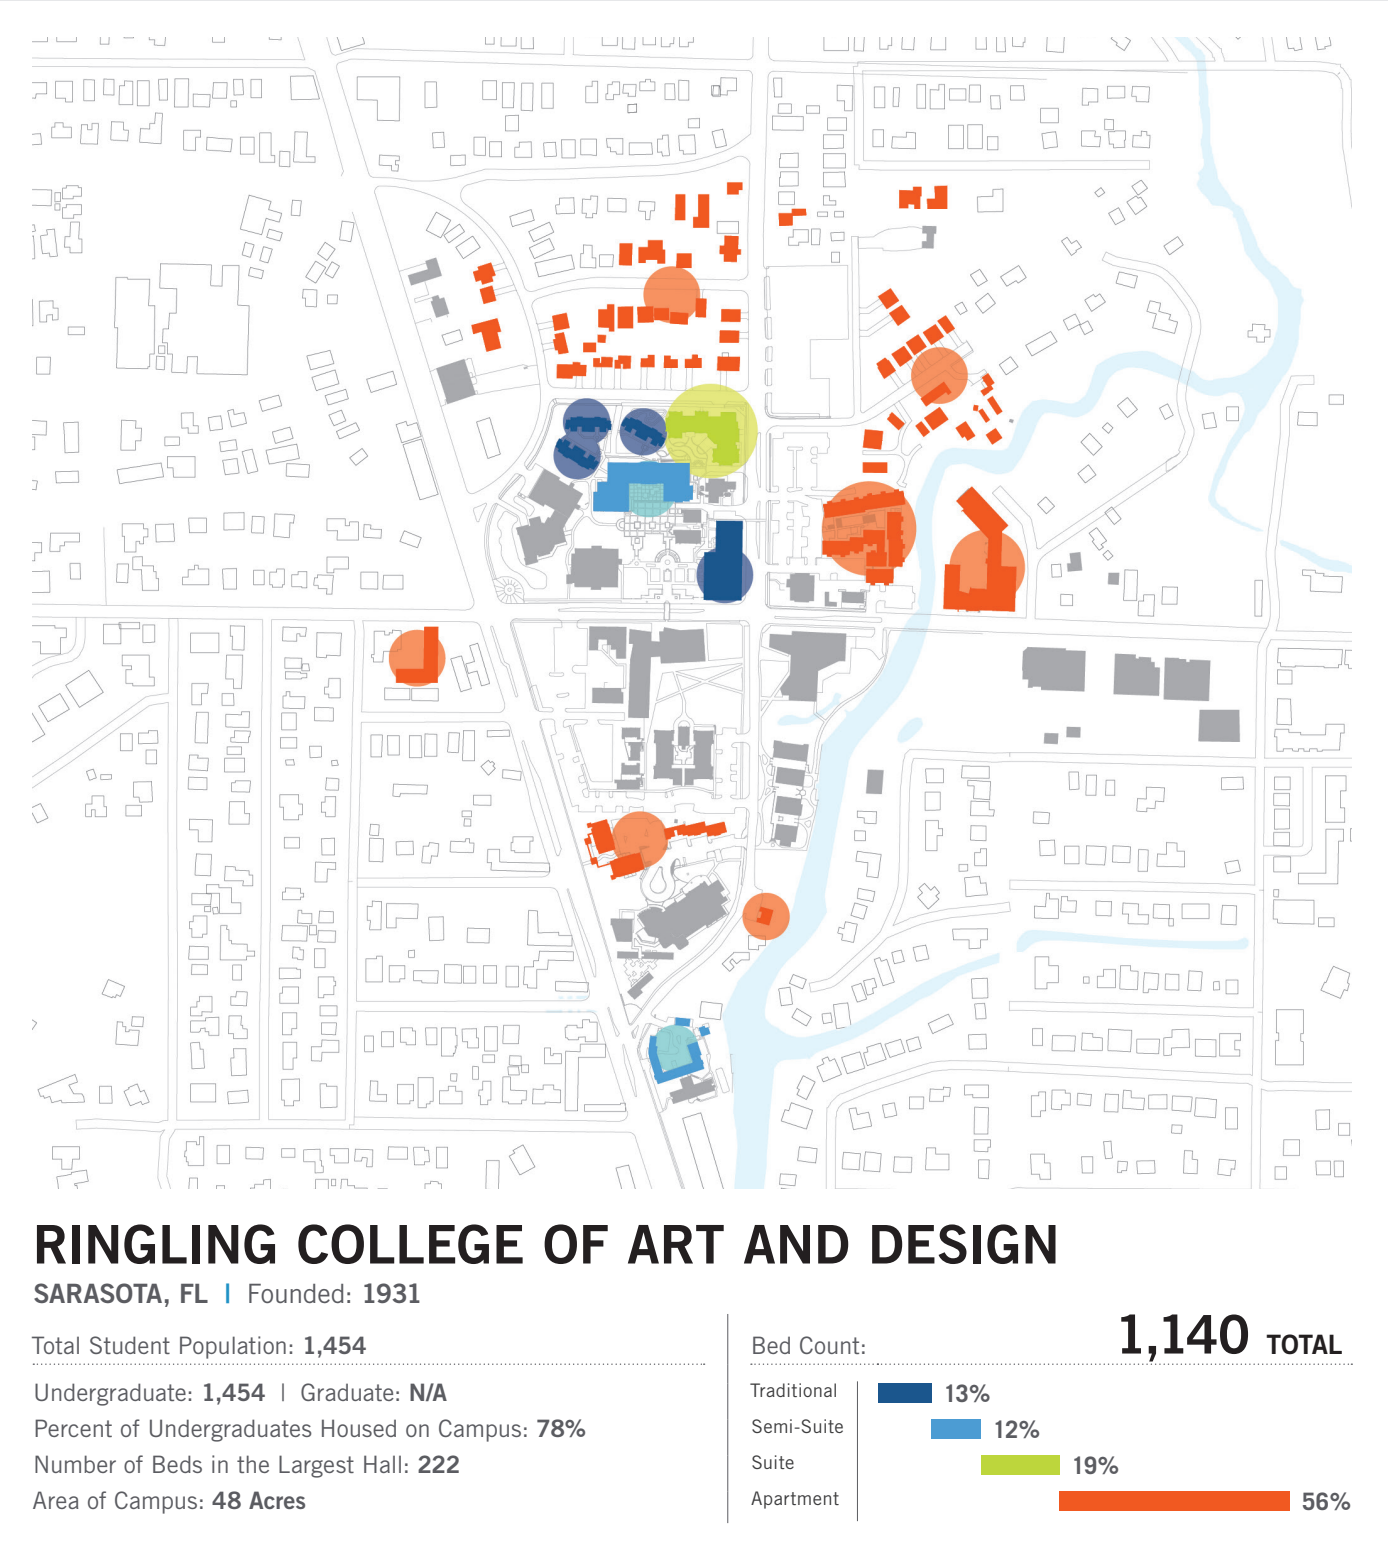 RINGLING COLLEGE OF ART AND DESIGN
SARASOTA, FL | Founded: 1931
Total Student Population: 1,454
Undergraduate: 1,454 | Graduate: N/A
Percent of Undergraduates Housed on Campus: 78%
Number of Beds in the Largest Hall: 222
Area of Campus: 48 Acres
Bed Count: 1,140 TOTAL
Traditional 13%
Semi-Suite 12%
Suite 19%
Apartment 56%